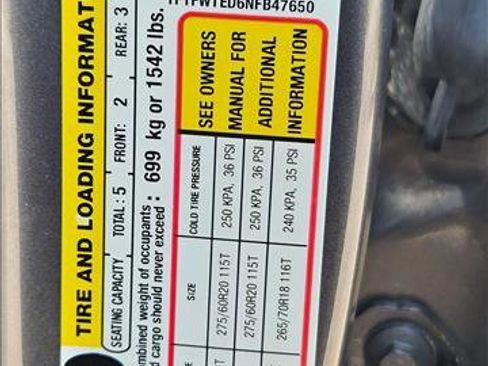 1FTFW1ED6NFB47650
TIRE AND LOADING INFORMAT
SEATING CAPACITY TOTAL : 5 FRONT: 2 REAR: 3
ombined weight of occupants
d cargo should never exceed : 699 kg or 1542 lbs.
SIZE COLD TIRE PRESSURE SEE OWNERS
275/60R20 115T 250 KPA, 36 PSI MANUAL FOR
275/60R20 115T 250 KPA, 36 PSI ADDITIONAL
265/70R18 116T 240 KPA, 35 PSI INFORMATION